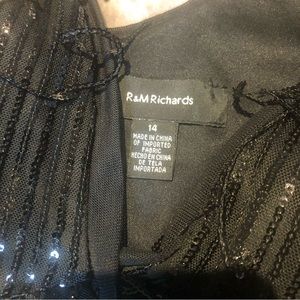 R&M Richards
14
MADE IN CHINA
OF IMPORTED
FABRIC
HECHO EN CHINA
DE TELA
IMPORTADA